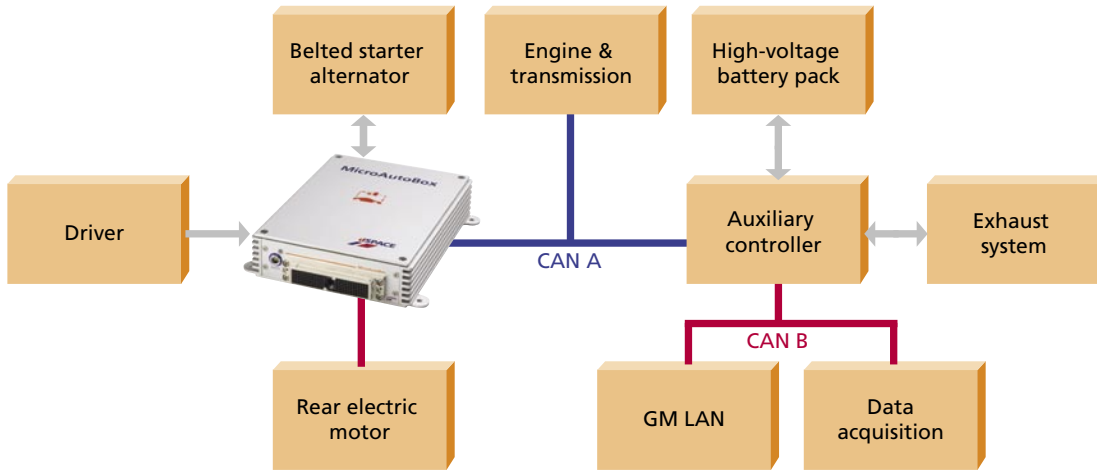 Belted starter
alternator
Engine &
transmission
High-voltage
battery pack
Driver
MicroAutoBox
dSPACE
CAN A
Auxiliary
controller
Exhaust
system
CAN B
Rear electric
motor
GM LAN
Data
acquisition